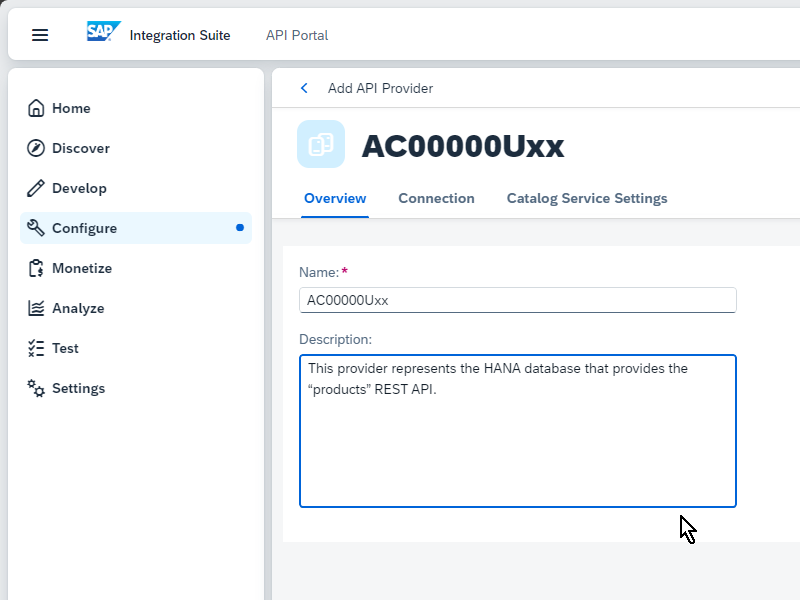 SAP Integration Suite API Portal
Home
Discover
Develop
Configure
Monetize
Analyze
Test
Settings
Add API Provider
AC00000Uxx
Overview Connection Catalog Service Settings
Name:*
AC00000Uxx
Description:
This provider represents the HANA database that provides the
“products” REST API.